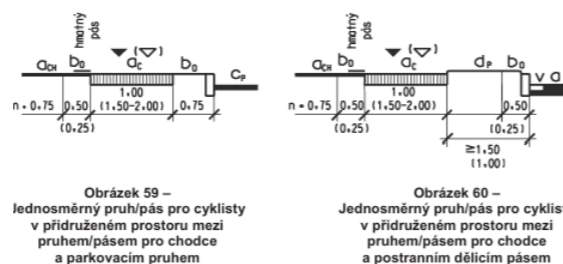 hmotný
pás
a_CH b_D a_C b_D c_P
n · 0.75 0.50 1.00 0.75
(1.50-2.00)
(0.25)
Obrázek 59 –
Jednosměrný pruh/pás pro cyklisty
v přidruženém prostoru mezi
pruhem/pásem pro chodce
a parkovacím pruhem
hmotný
pás
a_CH b_D a_C d_P b_D v a
n · 0.75 0.50 1.00 0.50
(1.50-2.00)
(0.25) (0.25)
≥1.50
(1.00)
Obrázek 60 –
Jednosměrný pruh/pás pro cyklist
v přidruženém prostoru mezi
pruhem/pásem pro chodce
a postranním dělicím pásem